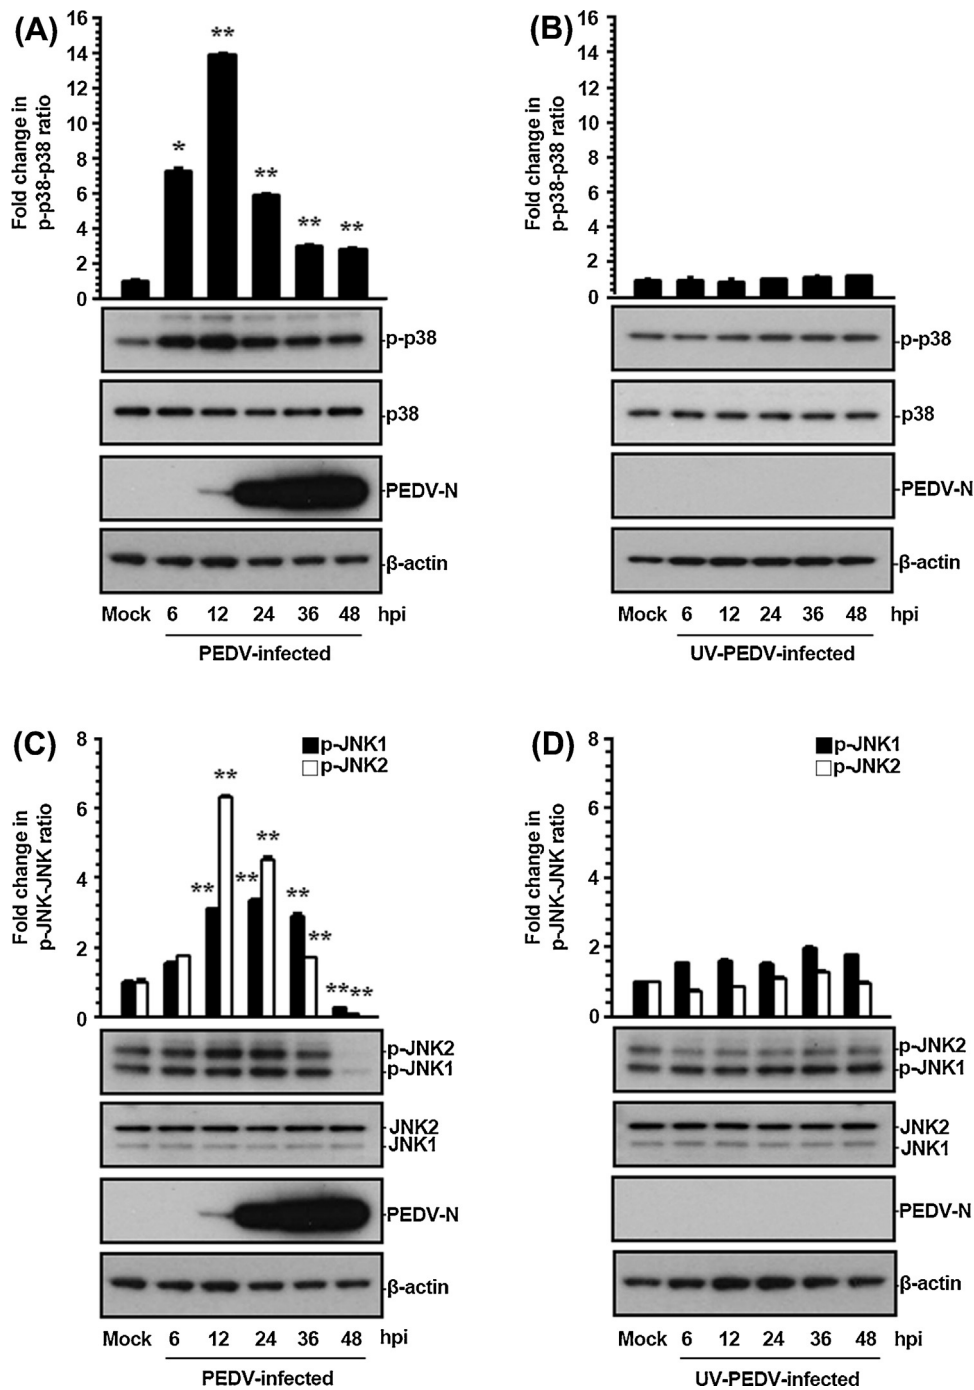 (A)
Fold change in
p-p38-p38 ratio
16
14
12
10
8
6
4
2
0
*
**
**
**
**
p-p38
p38
PEDV-N
β-actin
Mock 6 12 24 36 48 hpi
PEDV-infected
(B)
Fold change in
p-p38-p38 ratio
16
14
12
10
8
6
4
2
0
p-p38
p38
PEDV-N
β-actin
Mock 6 12 24 36 48 hpi
UV-PEDV-infected
(C)
Fold change in
p-JNK-JNK ratio
8
6
4
2
0
p-JNK1
p-JNK2
**
**
**
**
**
**
**
**
p-JNK2
p-JNK1
JNK2
JNK1
PEDV-N
β-actin
Mock 6 12 24 36 48 hpi
PEDV-infected
(D)
Fold change in
p-JNK-JNK ratio
8
6
4
2
0
p-JNK1
p-JNK2
p-JNK2
p-JNK1
JNK2
JNK1
PEDV-N
β-actin
Mock 6 12 24 36 48 hpi
UV-PEDV-infected